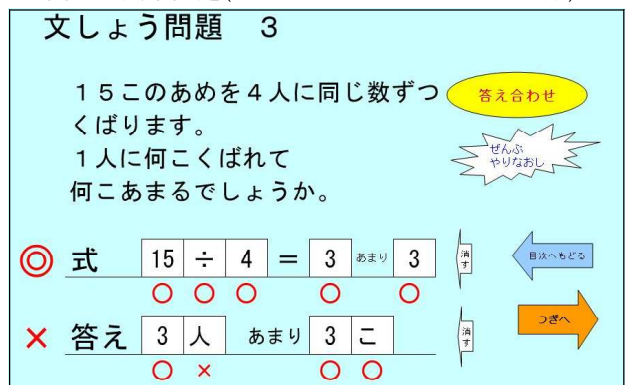 文しょう問題　３
１５このあめを４人に同じ数ずつ
くばります。
１人に何こくばれて
何こあまるでしょうか。
答え合わせ
ぜんぶ
やりなおし
◎ 式 15 ÷ 4 ＝ 3 あまり 3
消す
目次へもどる
○ ○ ○ ○ ○
つぎへ
× 答え 3 人 あまり 3 こ
消す
○ × ○ ○